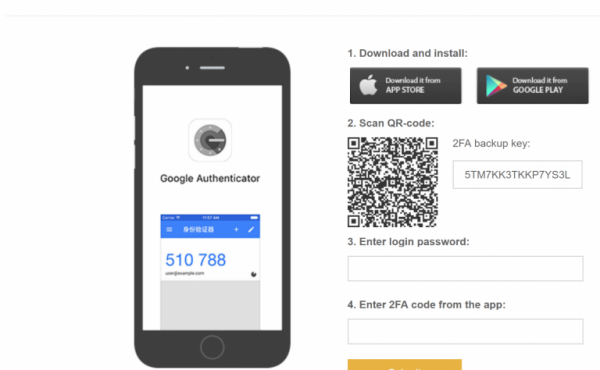 1. Download and install:
Download it from
APP STORE
Download it from
GOOGLE PLAY
2. Scan QR-code:
2FA backup key:
5TM7KK3TKKP7YS3L
3. Enter login password:
4. Enter 2FA code from the app:
Google Authenticator
Carrier
11:57 AM
身份验证器
510 788
user@example.com